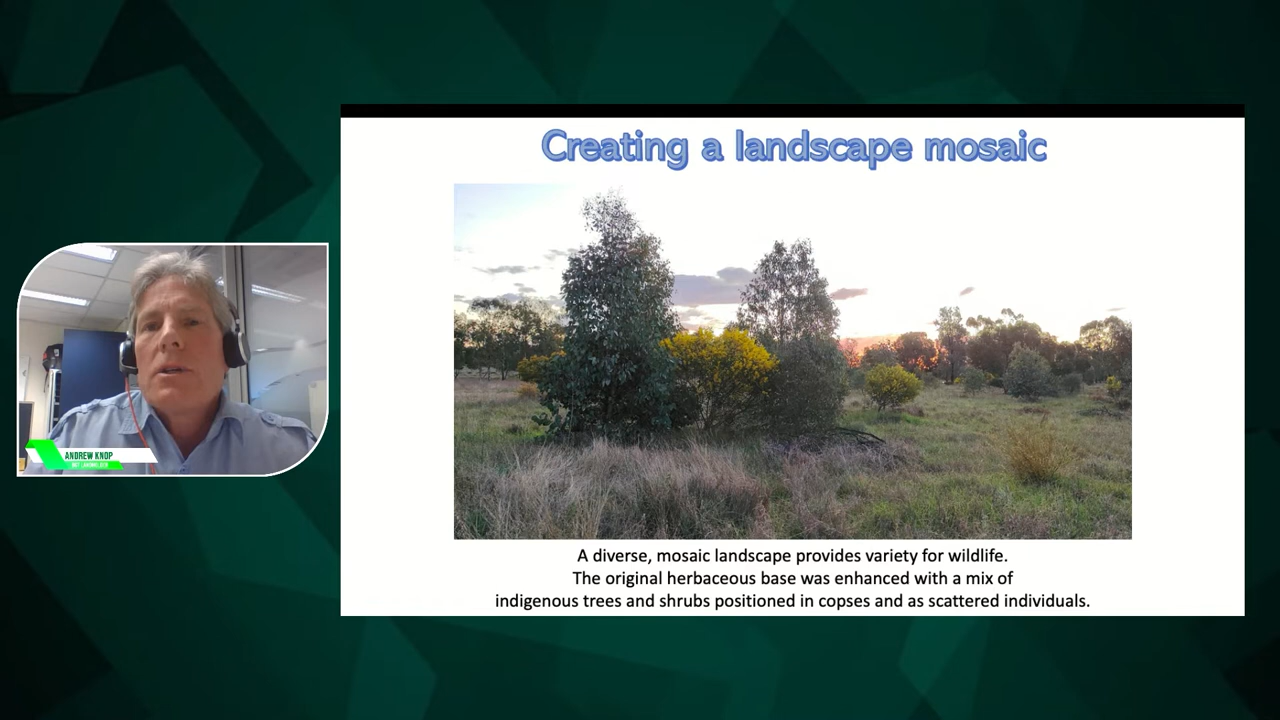 Creating a landscape mosaic
ANDREW KNOP
A diverse, mosaic landscape provides variety for wildlife.
The original herbaceous base was enhanced with a mix of
indigenous trees and shrubs positioned in copses and as scattered individuals.